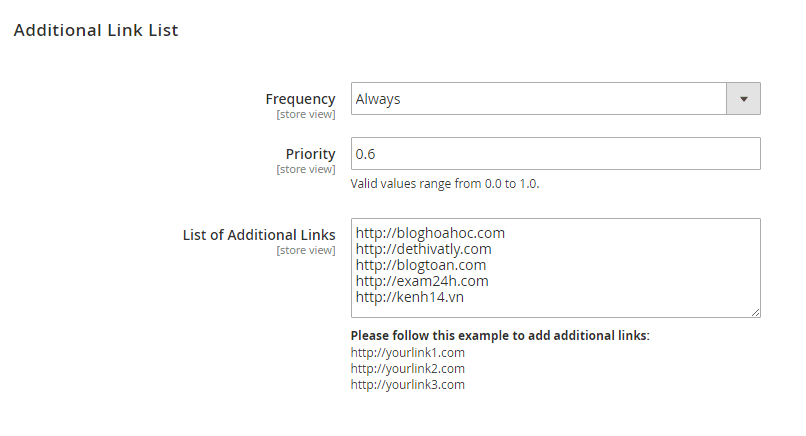 Additional Link List
Frequency
[store view]
Always
Priority
[store view]
0.6
Valid values range from 0.0 to 1.0.
List of Additional Links
[store view]
http://bloghoahoc.com
http://dethivatly.com
http://blogtoan.com
http://exam24h.com
http://kenh14.vn
Please follow this example to add additional links:
http://yourlink1.com
http://yourlink2.com
http://yourlink3.com